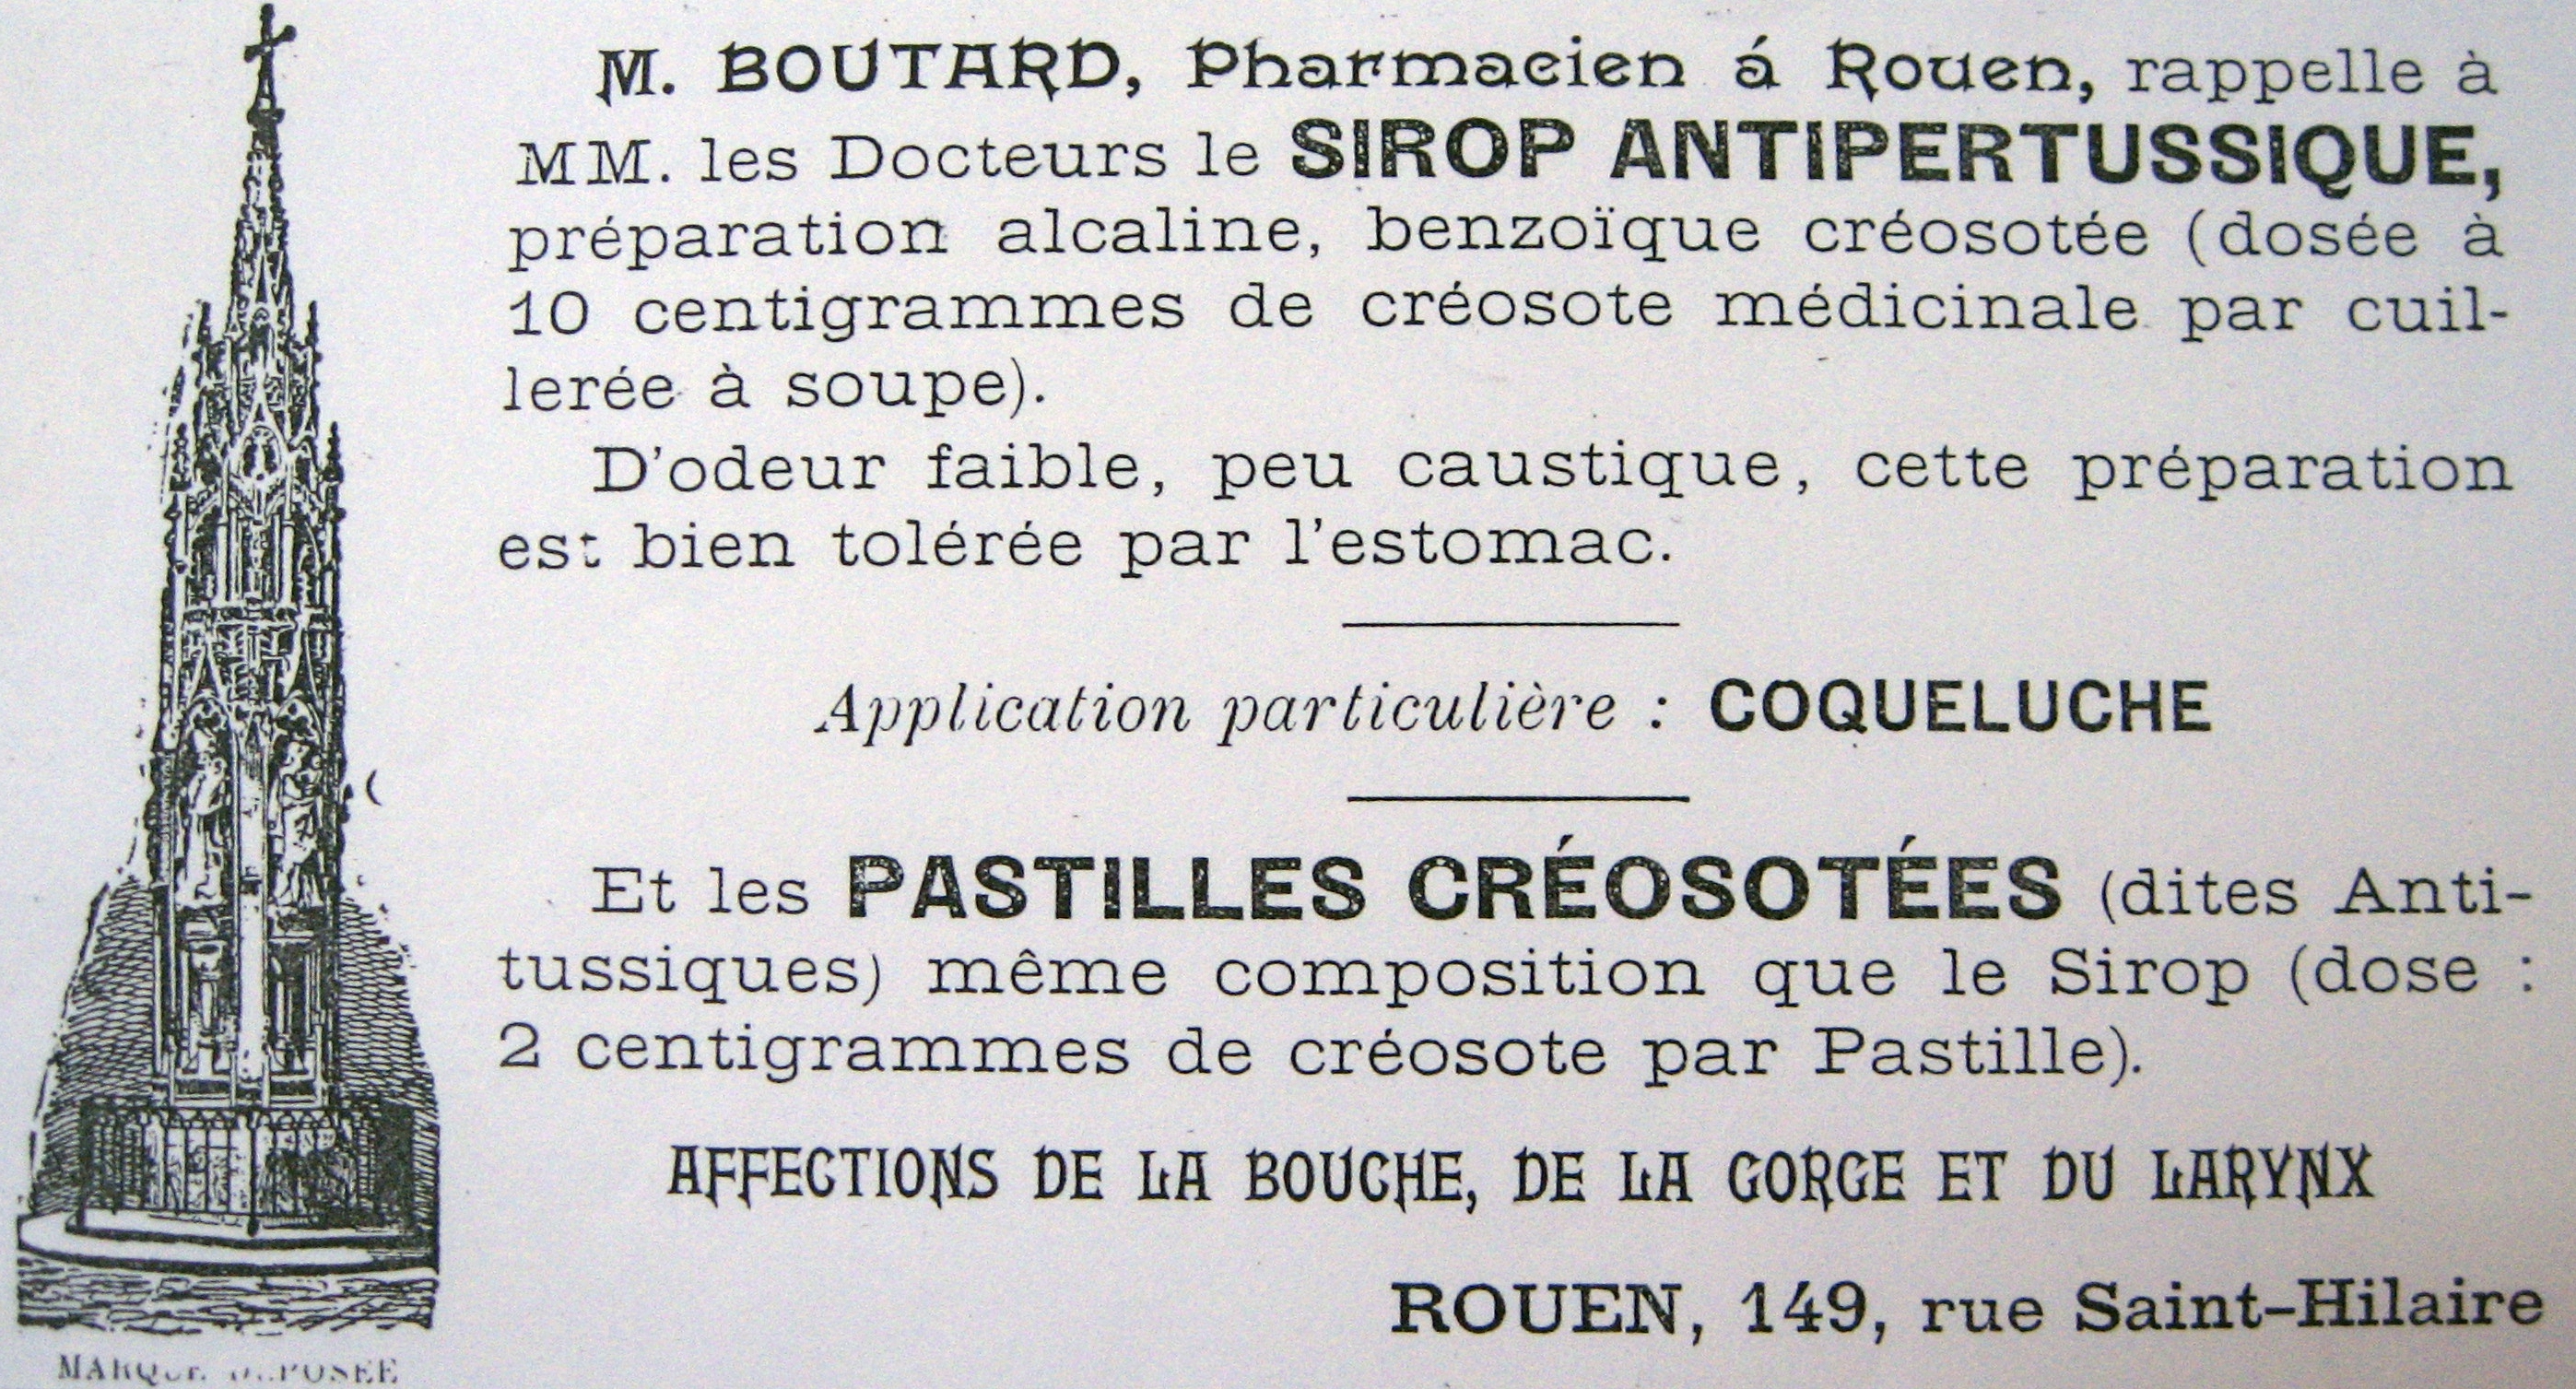 M. BOUTARD, Pharmacien á Rouen, rappelle à
MM. les Docteurs le SIROP ANTIPERTUSSIQUE,
préparation alcaline, benzoïque créosotée (dosée à
10 centigrammes de créosote médicinale par cuil-
lerée à soupe).
D'odeur faible, peu caustique, cette préparation
est bien tolérée par l'estomac.
Application particulière : COQUELUCHE
Et les PASTILLES CRÉOSOTÉES (dites Anti-
tussiques) même composition que le Sirop (dose :
2 centigrammes de créosote par Pastille).
AFFECTIONS DE LA BOUCHE, DE LA GORGE ET DU LARYNX
ROUEN, 149, rue Saint-Hilaire
MARQUE DEPOSEE